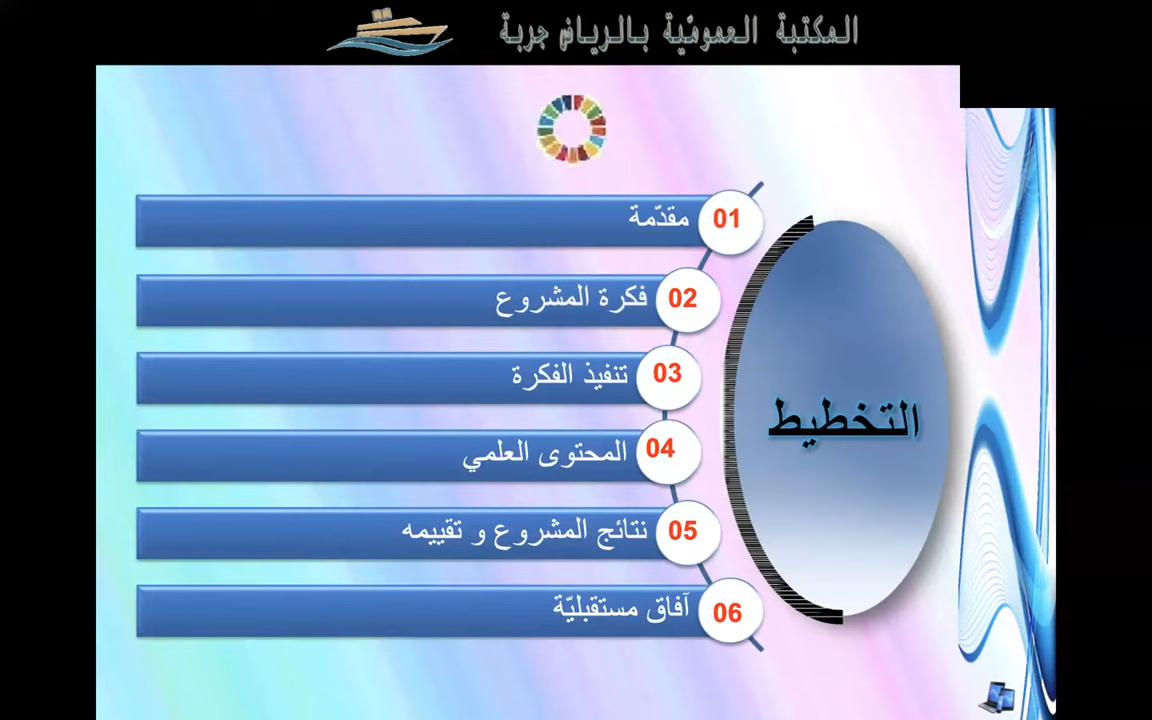 المكتبة العموميّة بالرياض جربة
التخطيط
01 مقدّمة
02 فكرة المشروع
03 تنفيذ الفكرة
04 المحتوى العلمي
05 نتائج المشروع و تقييمه
06 آفاق مستقبليّة